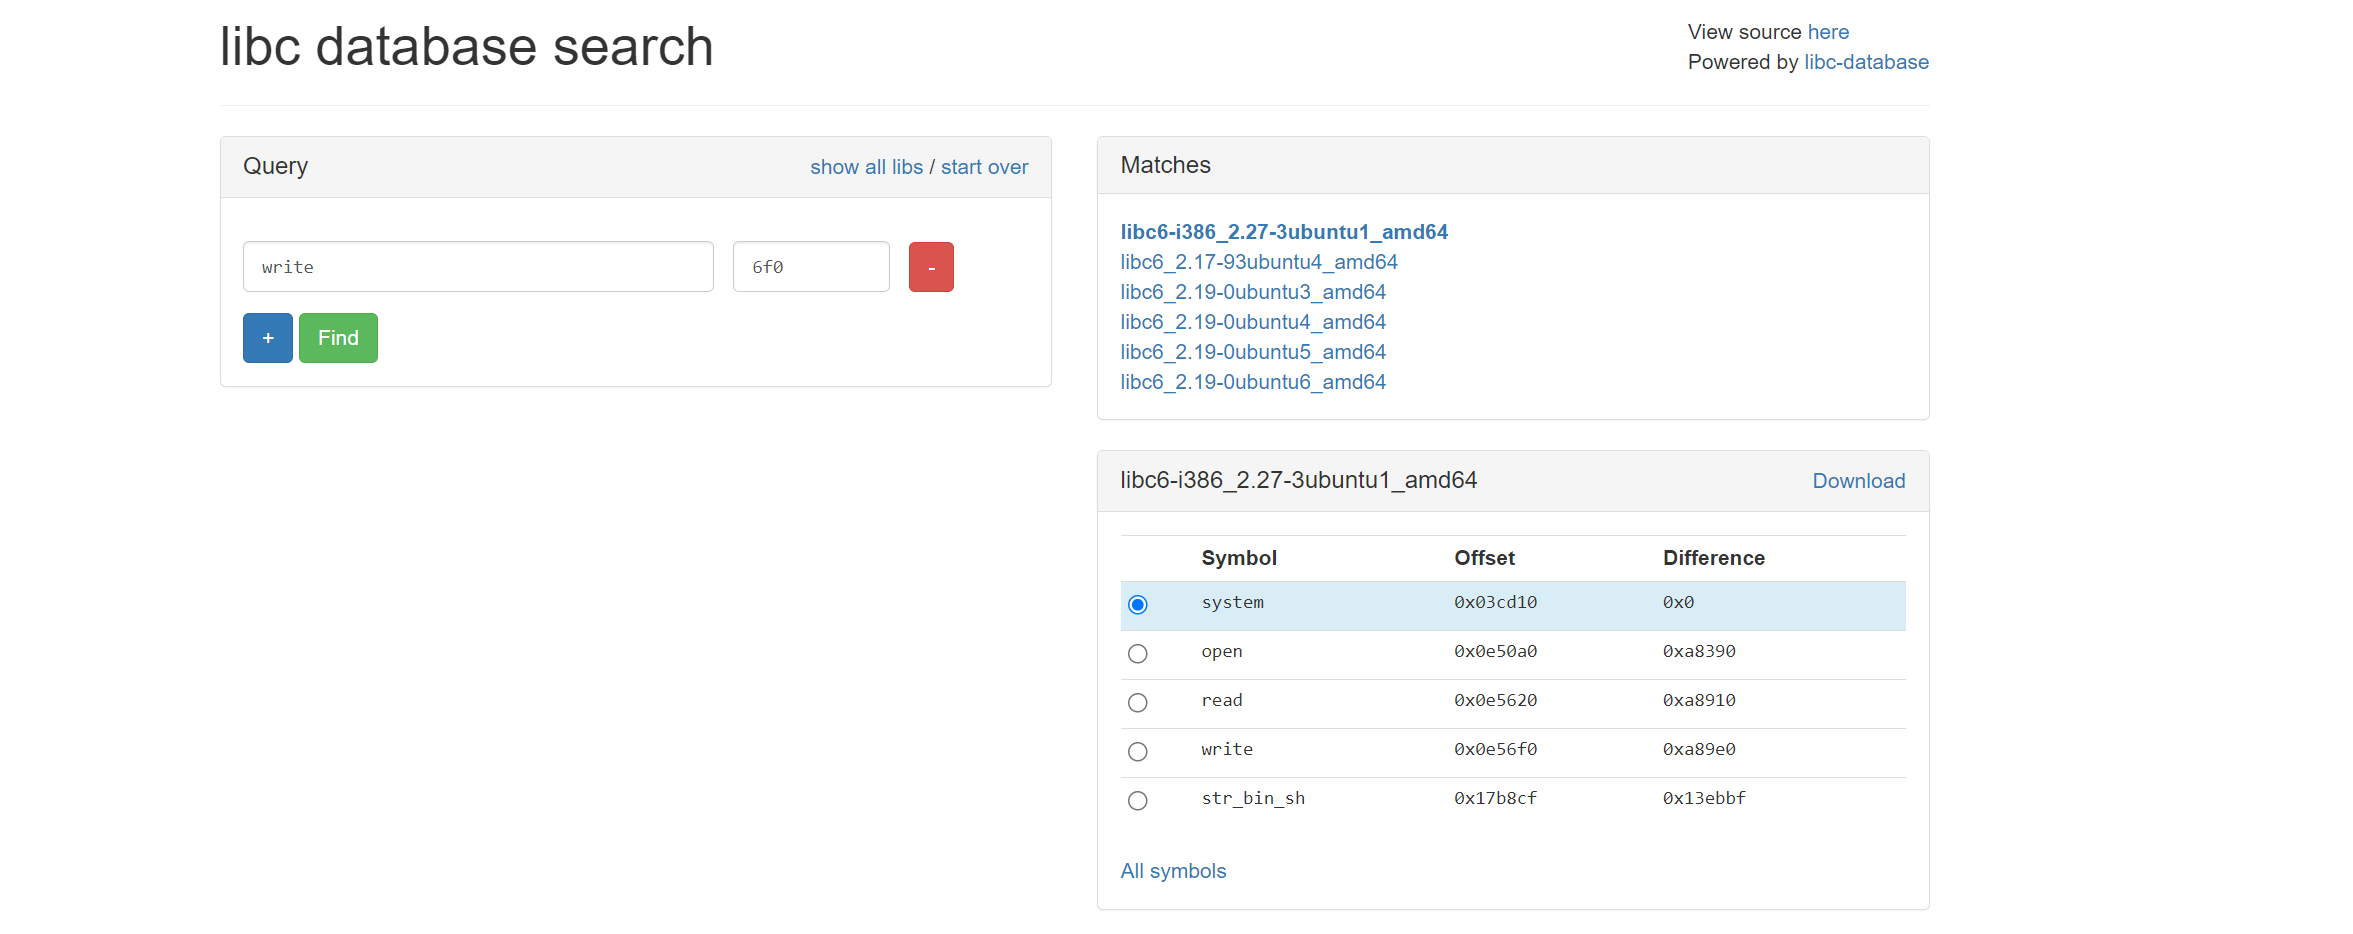 libc database search
View source here
Powered by libc-database
Query
show all libs / start over
write
6f0
-
+
Find
Matches
libc6-i386_2.27-3ubuntu1_amd64
libc6_2.17-93ubuntu4_amd64
libc6_2.19-0ubuntu3_amd64
libc6_2.19-0ubuntu4_amd64
libc6_2.19-0ubuntu5_amd64
libc6_2.19-0ubuntu6_amd64
libc6-i386_2.27-3ubuntu1_amd64 Download
Symbol Offset Difference
system 0x03cd10 0x0
open 0x0e50a0 0xa8390
read 0x0e5620 0xa8910
write 0x0e56f0 0xa89e0
str_bin_sh 0x17b8cf 0x13ebbf
All symbols